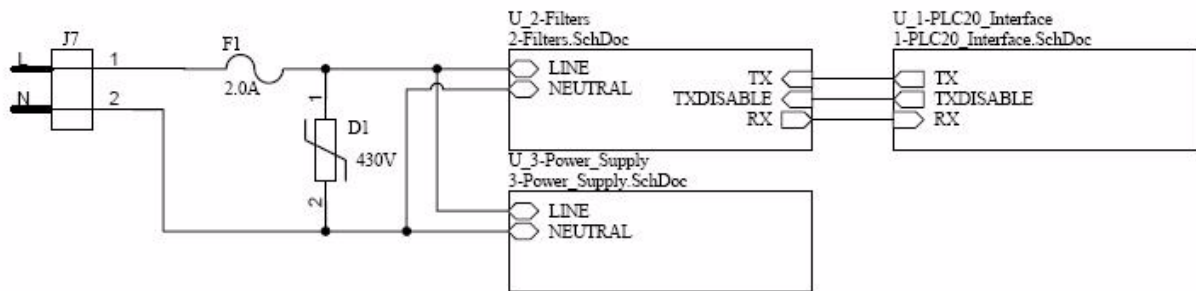 U_2-Filters
2-Filters.SchDoc
U_1-PLC20_Interface
1-PLC20_Interface.SchDoc
J7
L
1
F1
2.0A
LINE
NEUTRAL
TX
TXDISABLE
RX
TX
TXDISABLE
RX
N
2
1
D1
430V
2
U_3-Power_Supply
3-Power_Supply.SchDoc
LINE
NEUTRAL